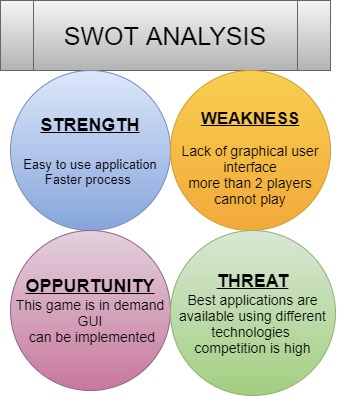 SWOT ANALYSIS
STRENGTH
Easy to use application
Faster process
WEAKNESS
Lack of graphical user
interface
more than 2 players
cannot play
OPPURTUNITY
This game is in demand
GUI
can be implemented
THREAT
Best applications are
available using different
technologies
competition is high